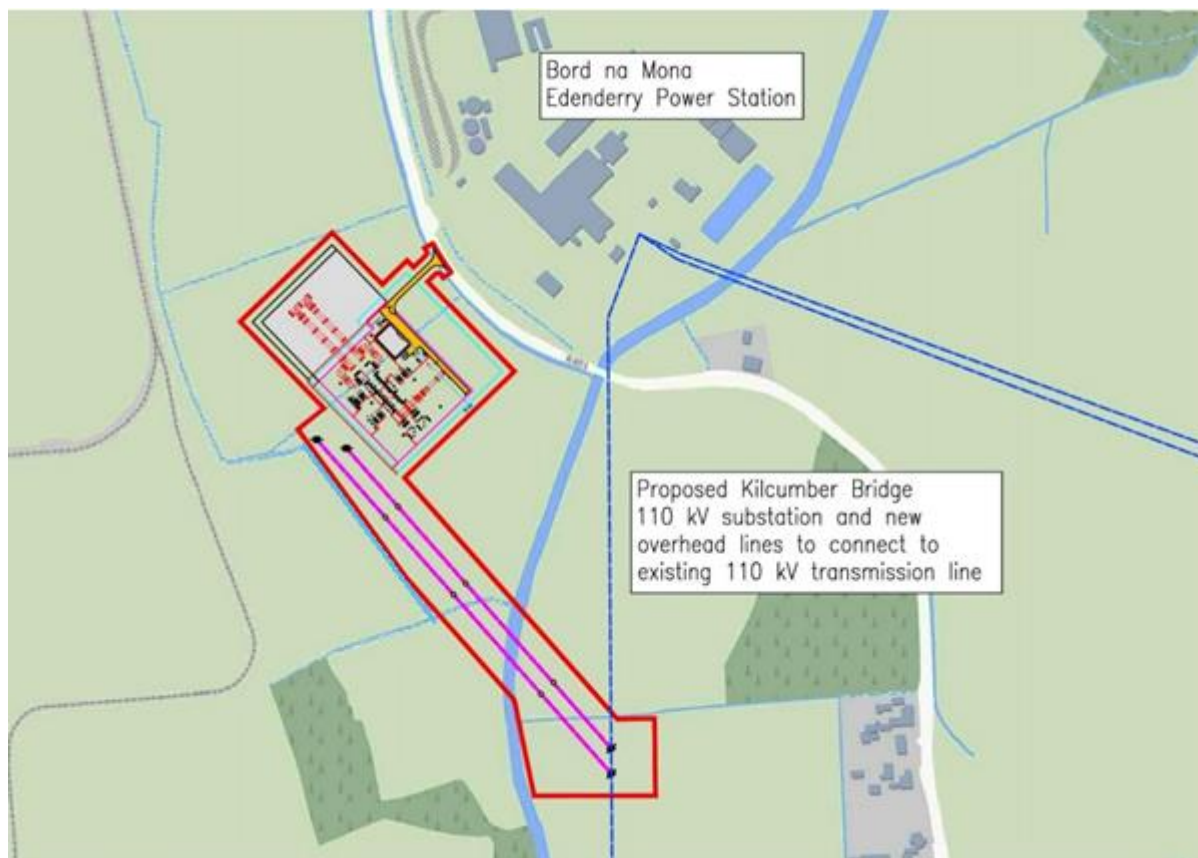 Bord na Mona
Edenderry Power Station
Proposed Kilcumber Bridge
110 kV substation and new
overhead lines to connect to
existing 110 kV transmission line